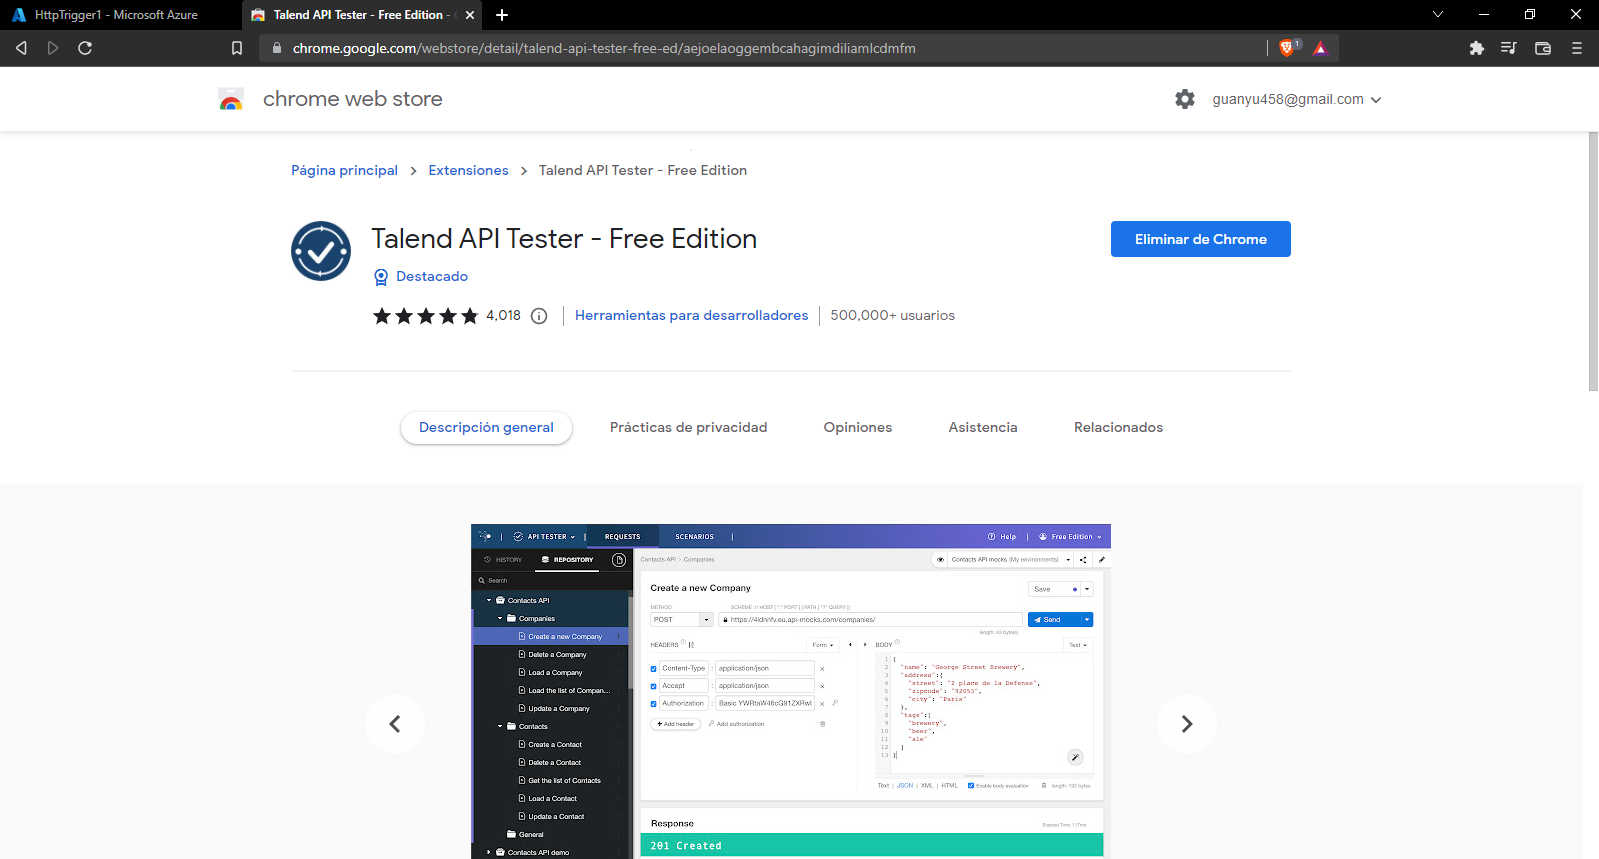 HttpTrigger1 - Microsoft Azure
Talend API Tester - Free Edition -
chrome.google.com/webstore/detail/talend-api-tester-free-ed/aejoelaoggembcahagimdiliamlcdmfm
1
chrome web store
guanyu458@gmail.com
Página principal > Extensiones > Talend API Tester - Free Edition
Talend API Tester - Free Edition
Eliminar de Chrome
Destacado
4,018
Herramientas para desarrolladores
500,000+ usuarios
Descripción general
Prácticas de privacidad
Opiniones
Asistencia
Relacionados
API TESTER
REQUESTS
SCENARIOS
Help
Free Edition
HISTORY
REPOSITORY
Search
Contacts API
Companies
Create a new Company
Delete a Company
Load a Company
Load the list of Compan...
Update a Company
Contacts
Create a Contact
Delete a Contact
Get the list of Contacts
Load a Contact
Update a Contact
General
Contacts API demo
Contacts API > Companies
Contacts API mocks (My environments)
Create a new Company
Save
METHOD
SCHEME :// HOST [ ":" PORT ] [ PATH [ "?" QUERY ]]
POST
https://4ldnnfv.eu.api-mocks.com/companies/
Send
length: 43 byte(s)
HEADERS
Form
Content-Type : application/json
Accept : application/json
Authorization : Basic YWRtaW46cG91ZXRw
+ Add header
Add authorization
BODY
Text
1 {
2 "name": "George Street Brewery",
3 "address":{
4 "street": "2 place de la Defense",
5 "zipcode": "92053",
6 "city": "Paris"
7 },
8 "tags":[
9 "brewery",
10 "beer",
11 "ale"
12 ]
13 }
Text | JSON | XML | HTML
Enable body evaluation
length: 192 bytes
Response
Elapsed Time: 117ms
201 Created